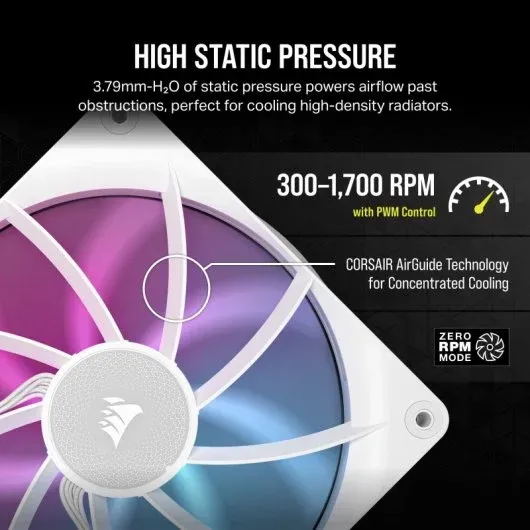 HIGH STATIC PRESSURE
3.79mm-H₂O of static pressure powers airflow past
obstructions, perfect for cooling high-density radiators.
300–1,700 RPM
with PWM Control
CORSAIR AirGuide Technology
for Concentrated Cooling
ZERO
RPM
MODE